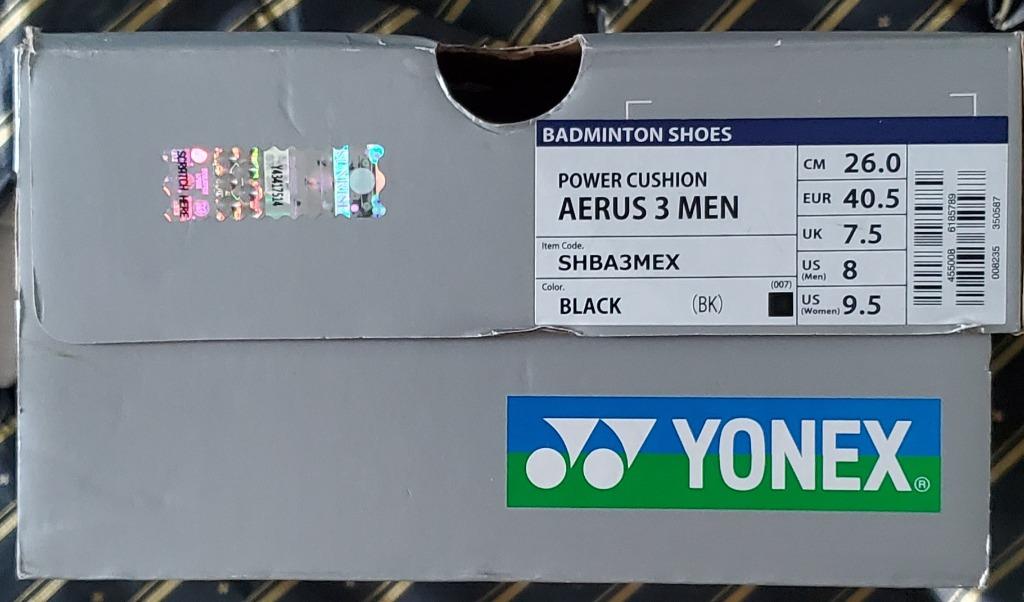 SCRATCH HERE
BADMINTON SHOES
POWER CUSHION
AERUS 3 MEN
Item Code.
SHBA3MEX
Color.
(007)
BLACK (BK)
CM 26.0
EUR 40.5
UK 7.5
US (Men) 8
US (Women) 9.5
455008 6185789
008235 350587
YONEX®